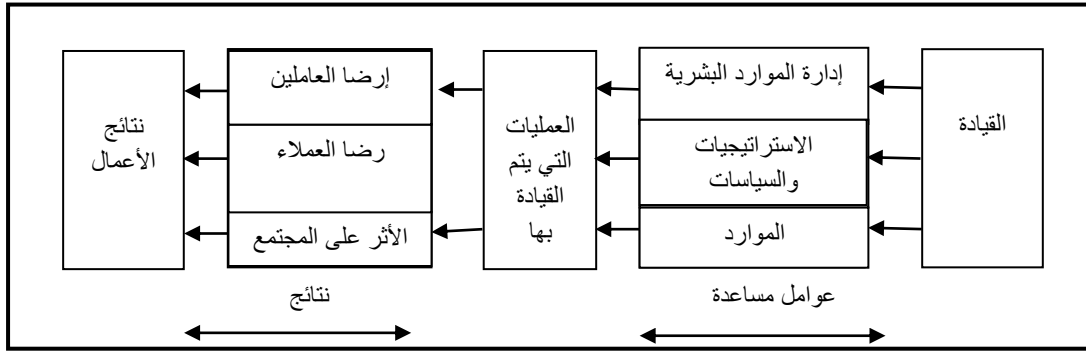 القيادة
إدارة الموارد البشرية
الاستراتيجيات
والسياسات
الموارد
العمليات
التي يتم
القيادة
بها
إرضا العاملين
رضا العملاء
الأثر على المجتمع
نتائج
الأعمال
عوامل مساعدة
نتائج